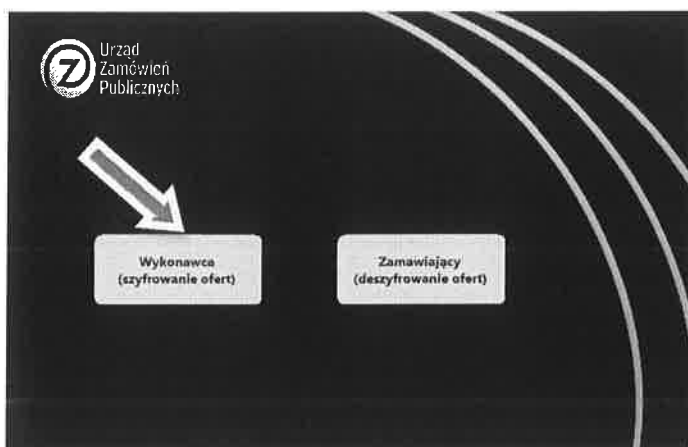 Urząd
Zamówień
Publicznych
Wykonawca
(szyfrowanie ofert)
Zamawiający
(deszyfrowanie ofert)